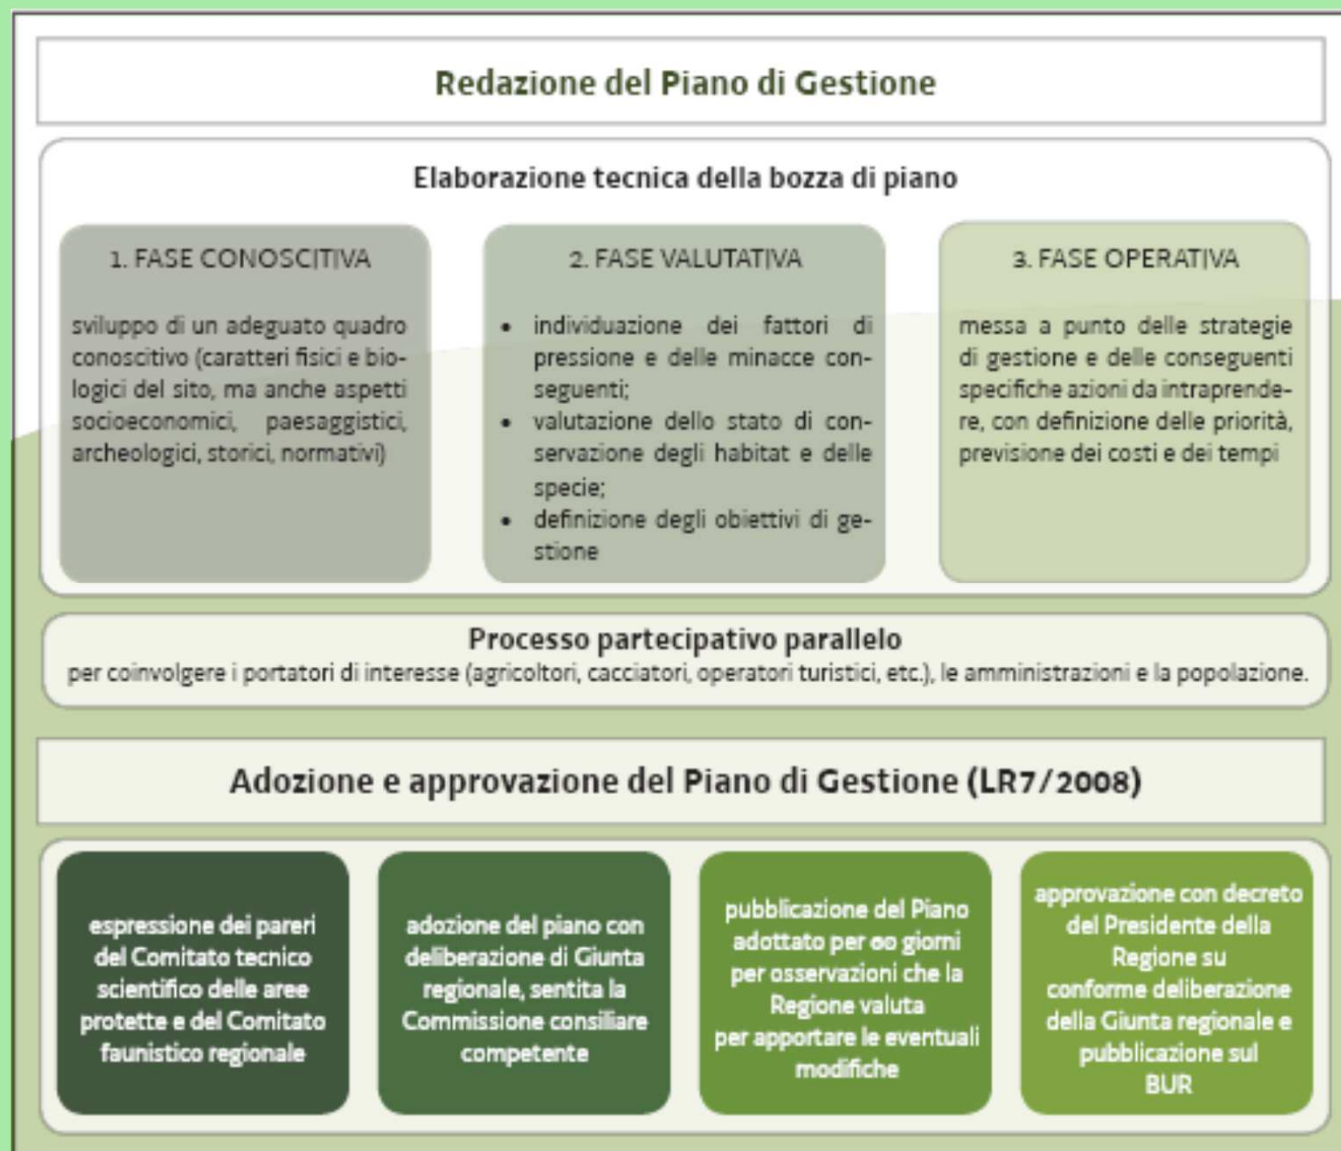 Redazione del Piano di Gestione
Elaborazione tecnica della bozza di piano
1. FASE CONOSCITIVA
sviluppo di un adeguato quadro
conoscitivo (caratteri fisici e bio-
logici del sito, ma anche aspetti
socioeconomici, paesaggistici,
archeologici, storici, normativi)
2. FASE VALUTATIVA
• individuazione dei fattori di
pressione e delle minacce con-
seguenti;
• valutazione dello stato di con-
servazione degli habitat e delle
specie;
• definizione degli obiettivi di ge-
stione
3. FASE OPERATIVA
messa a punto delle strategie
di gestione e delle conseguenti
specifiche azioni da intraprende-
re, con definizione delle priorità,
previsione dei costi e dei tempi
Processo partecipativo parallelo
per coinvolgere i portatori di interesse (agricoltori, cacciatori, operatori turistici, etc.), le amministrazioni e la popolazione.
Adozione e approvazione del Piano di Gestione (LR7/2008)
espressione dei pareri
del Comitato tecnico
scientifico delle aree
protette e del Comitato
faunistico regionale
adozione del piano con
deliberazione di Giunta
regionale, sentita la
Commissione consiliare
competente
pubblicazione del Piano
adottato per giorni
per osservazioni che la
Regione valuta
per apportare le eventuali
modifiche
approvazione con decreto
del Presidente della
Regione su
conforme deliberazione
della Giunta regionale e
pubblicazione sul
BUR